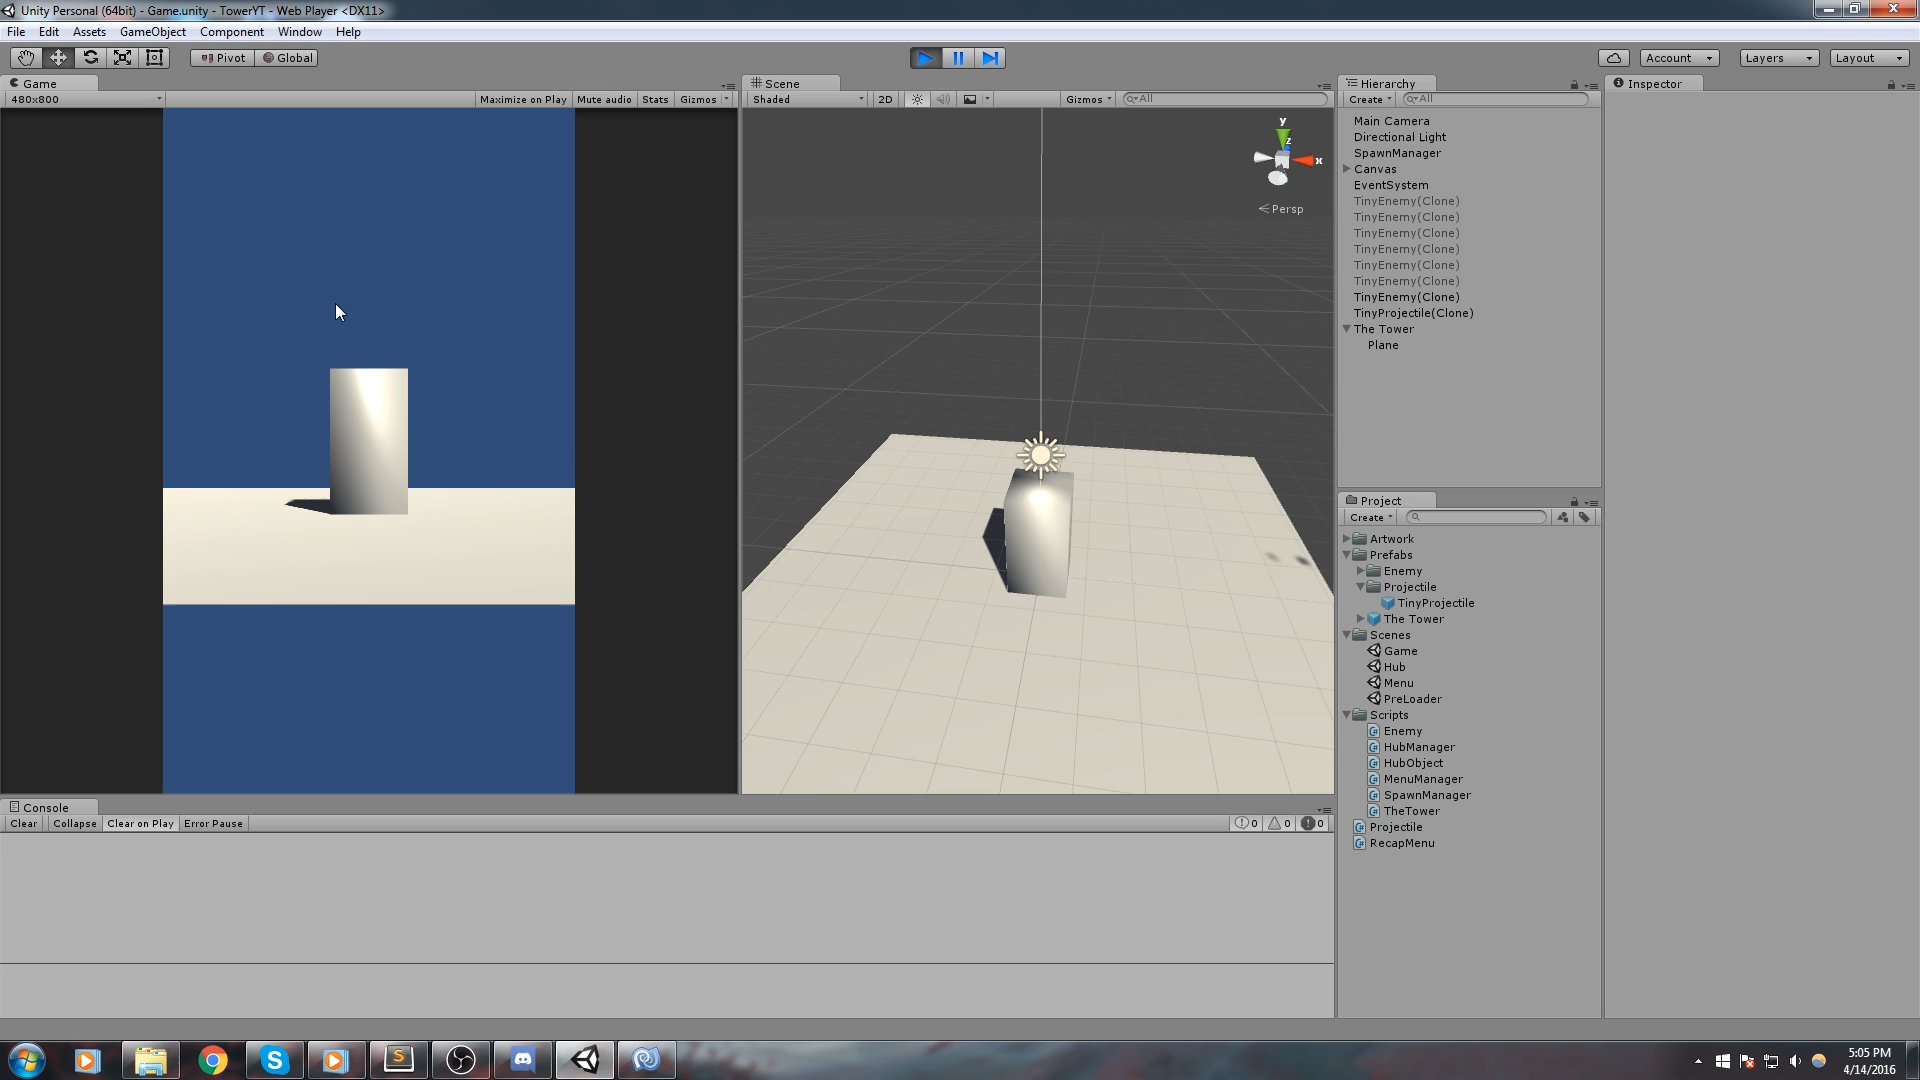 Unity Personal (64bit) - Game.unity - TowerYT - Web Player <DX11>
File Edit Assets GameObject Component Window Help
Pivot Global Account Layers Layout
Game
480x800 Maximize on Play Mute audio Stats Gizmos
Scene
Shaded 2D Gizmos All
y
z
x
Persp
Hierarchy
Create All
Main Camera
Directional Light
SpawnManager
Canvas
EventSystem
TinyEnemy(Clone)
TinyEnemy(Clone)
TinyEnemy(Clone)
TinyEnemy(Clone)
TinyEnemy(Clone)
TinyEnemy(Clone)
TinyEnemy(Clone)
TinyProjectile(Clone)
The Tower
Plane
Inspector
Project
Create
Artwork
Prefabs
Enemy
Projectile
TinyProjectile
The Tower
Scenes
Game
Hub
Menu
PreLoader
Scripts
Enemy
HubManager
HubObject
MenuManager
SpawnManager
TheTower
Projectile
RecapMenu
Console
Clear Collapse Clear on Play Error Pause 0 0 0
5:05 PM
4/14/2016